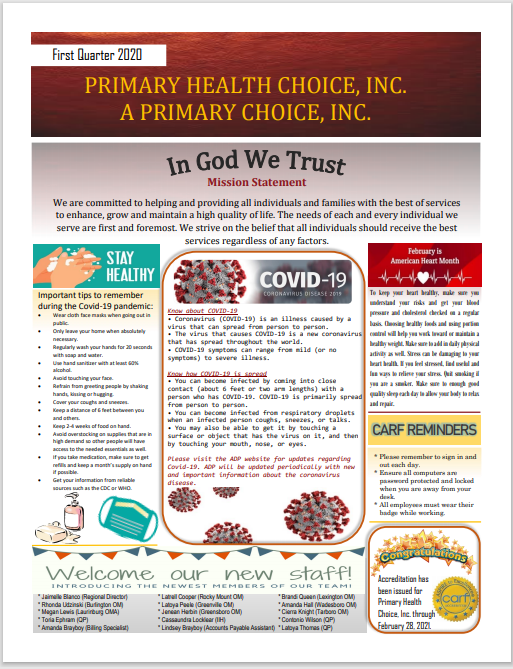 First Quarter 2020
PRIMARY HEALTH CHOICE, INC.
A PRIMARY CHOICE, INC.
In God We Trust
Mission Statement
We are committed to helping and providing all individuals and families with the best of services
to enhance, grow and maintain a high quality of life. The needs of each and every individual we
serve are first and foremost. We strive on the belief that all individuals should receive the best
services regardless of any factors.
STAY
HEALTHY
Important tips to remember
during the Covid-19 pandemic:
• Wear cloth face masks when going out in
public.
• Only leave your home when absolutely
necessary.
• Regularly wash your hands for 20 seconds
with soap and water.
• Use hand sanitizer with at least 60%
alcohol.
• Avoid touching your face.
• Refrain from greeting people by shaking
hands, kissing or hugging.
• Cover your coughs and sneezes.
• Keep a distance of 6 feet between you
and others.
• Keep 2-4 weeks of food on hand.
• Avoid overstocking on supplies that are in
high demand so other people will have
access to the needed essentials as well.
• If you take medication, make sure to get
refills and keep a month's supply on hand
if possible.
• Get your information from reliable
sources such as the CDC or WHO.
COVID-19
CORONAVIRUS DISEASE 2019
Know about COVID-19
• Coronavirus (COVID-19) is an illness caused by a
virus that can spread from person to person.
• The virus that causes COVID-19 is a new coronavirus
that has spread throughout the world.
• COVID-19 symptoms can range from mild (or no
symptoms) to severe illness.
Know how COVID-19 is spread
• You can become infected by coming into close
contact (about 6 feet or two arm lengths) with a
person who has COVID-19. COVID-19 is primarily spread
from person to person.
• You can become infected from respiratory droplets
when an infected person coughs, sneezes, or talks.
• You may also be able to get it by touching a
surface or object that has the virus on it, and then
by touching your mouth, nose, or eyes.
Please visit the ADP website for updates regarding
Covid-19. ADP will be updated periodically with new
and important information about the coronavirus
disease.
February is
American Heart Month
To keep your heart healthy, make sure you
understand your risks and get your blood
pressure and cholesterol checked on a regular
basis. Choosing healthy foods and using portion
control will help you work toward or maintain a
healthy weight. Make sure to add in daily physical
activity as well. Stress can be damaging to your
heart health. If you feel stressed, find useful and
fun ways to relieve your stress. Quit smoking if
you are a smoker. Make sure to get enough good
quality sleep each day to allow your body to relax
and repair.
CARF REMINDERS
* Please remember to sign in and
out each day.
* Ensure all computers are
password protected and locked
when you are away from your
desk.
* All employees must wear their
badge while working.
Congratulations
Accreditation has
been issued for
Primary Health
Choice, Inc. through
February 28, 2021.
carf
Welcome our new staff!
INTRODUCING THE NEWEST MEMBERS OF OUR TEAM!
* Jaimelle Blanco (Regional Director)
* Rhonda Udzinski (Burlington OM)
* Megan Lewis (Laurinburg OMA)
* Toria Ephram (QP)
* Amanda Brayboy (Billing Specialist)
* Latrell Cooper (Rocky Mount OM)
* Latoya Peele (Greenville OM)
* Jensen Herbin (Greensboro OM)
* Cassaundra Locklear (IIH)
* Lindsey Brayboy (Accounts Payable Assistant)
* Brandi Queen (Lexington OM)
* Amanda Hall (Wadesboro OM)
* Cierra Knight (Tarboro OM)
* Contonio Wilson (QP)
* Latoya Thomas (QP)